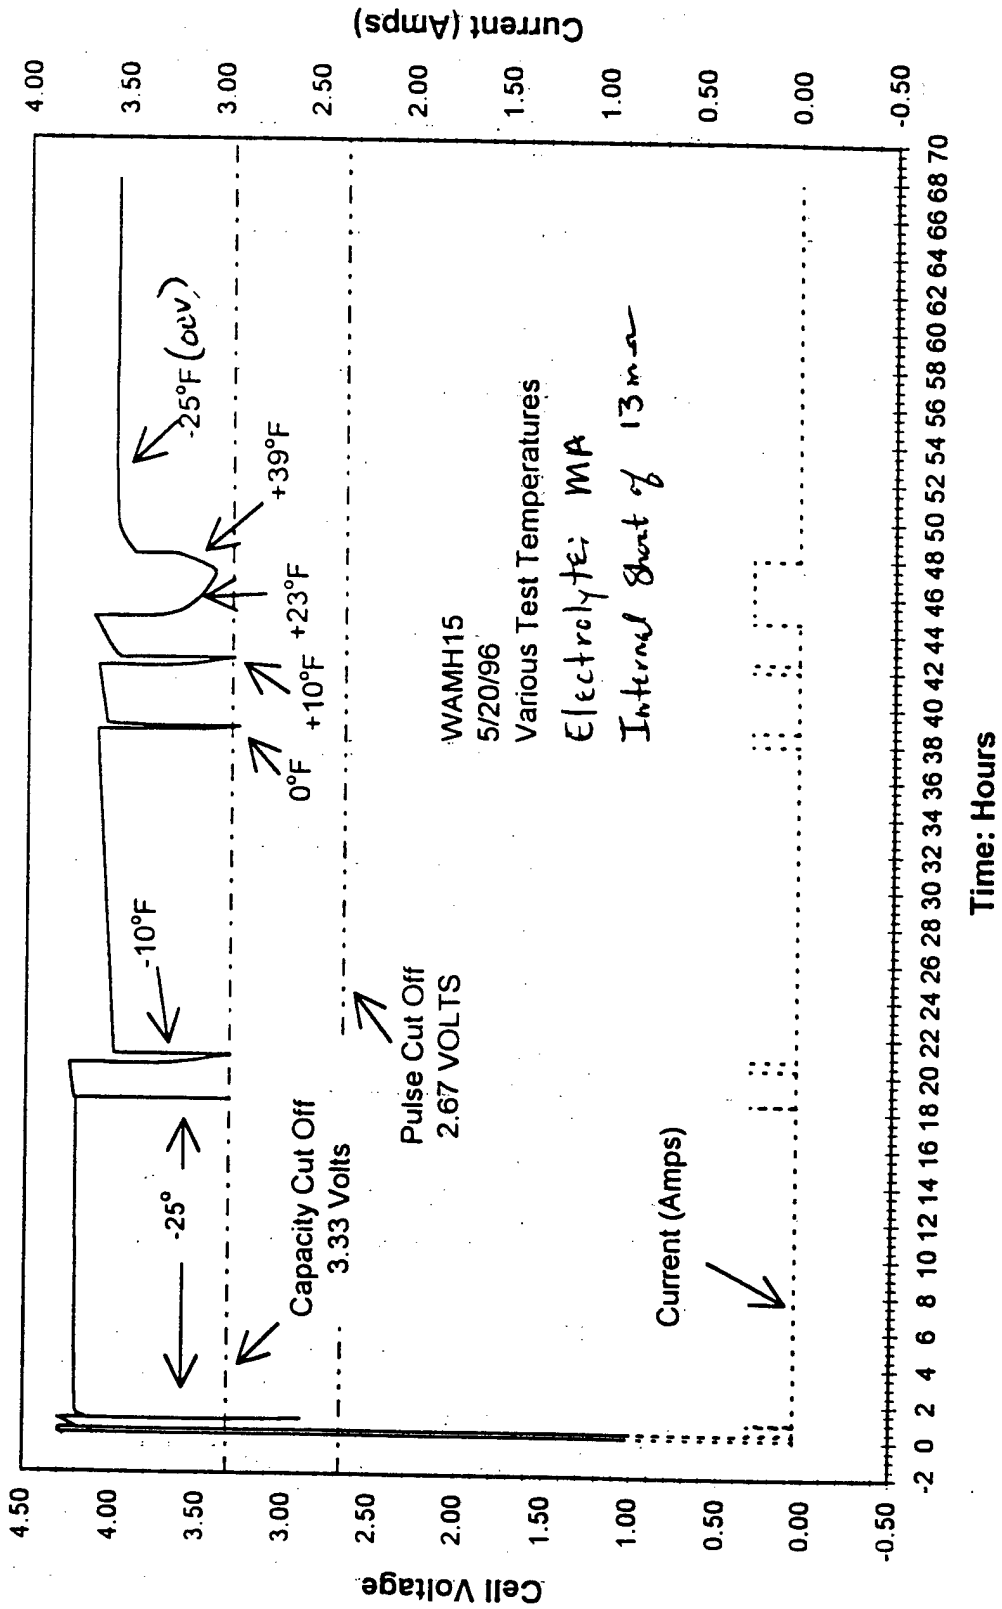 Cell Voltage
4.50
4.00
3.50
3.00
2.50
2.00
1.50
1.00
0.50
0.00
-0.50
Current (Amps)
4.00
3.50
3.00
2.50
2.00
1.50
1.00
0.50
0.00
-0.50
-25°
-10°F
0°F
+10°F
+23°F
+39°F
-25°F (OCV)
Capacity Cut Off
3.33 Volts
Pulse Cut Off
2.67 VOLTS
WAMH15
5/20/96
Various Test Temperatures
Electrolyte: MA
Internal Short of 13ma
Current (Amps)
-2 0 2 4 6 8 10 12 14 16 18 20 22 24 26 28 30 32 34 36 38 40 42 44 46 48 50 52 54 56 58 60 62 64 66 68 70
Time: Hours